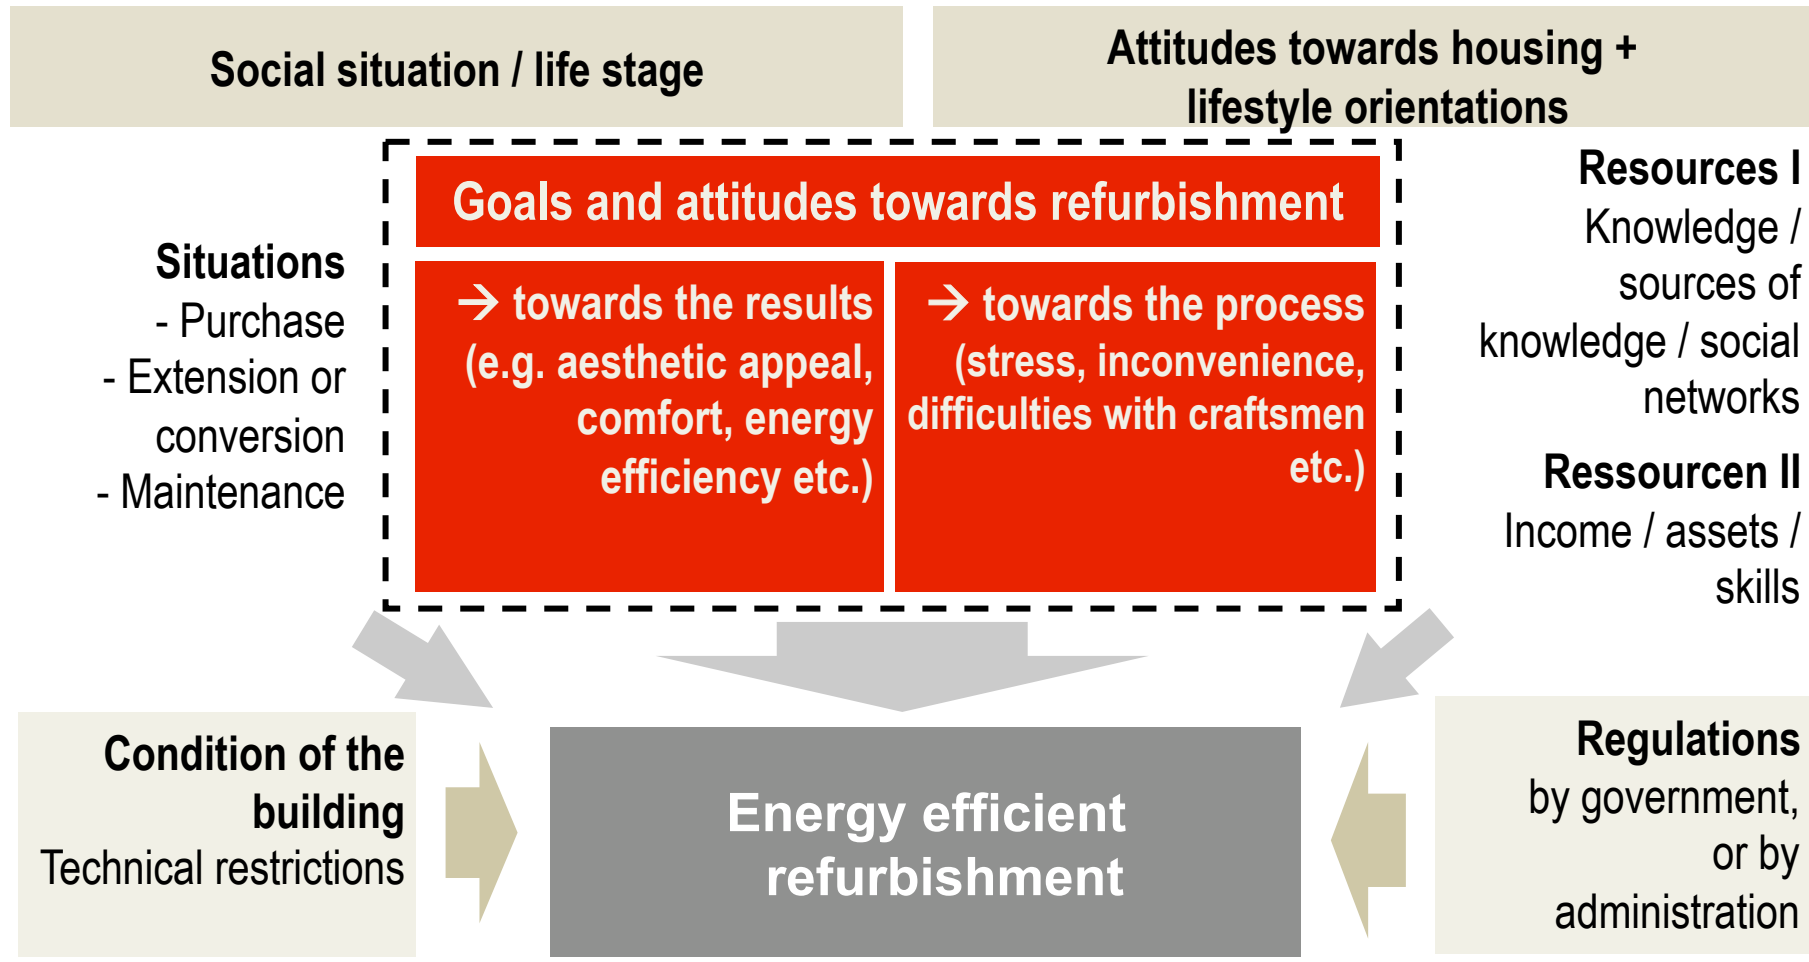 Social situation / life stage
Attitudes towards housing +
lifestyle orientations
Goals and attitudes towards refurbishment
Situations
- Purchase
- Extension or
conversion
- Maintenance
→ towards the results
(e.g. aesthetic appeal,
comfort, energy
efficiency etc.)
→ towards the process
(stress, inconvenience,
difficulties with craftsmen
etc.)
Resources I
Knowledge /
sources of
knowledge / social
networks
Ressourcen II
Income / assets /
skills
Condition of the
building
Technical restrictions
Energy efficient
refurbishment
Regulations
by government,
or by
administration